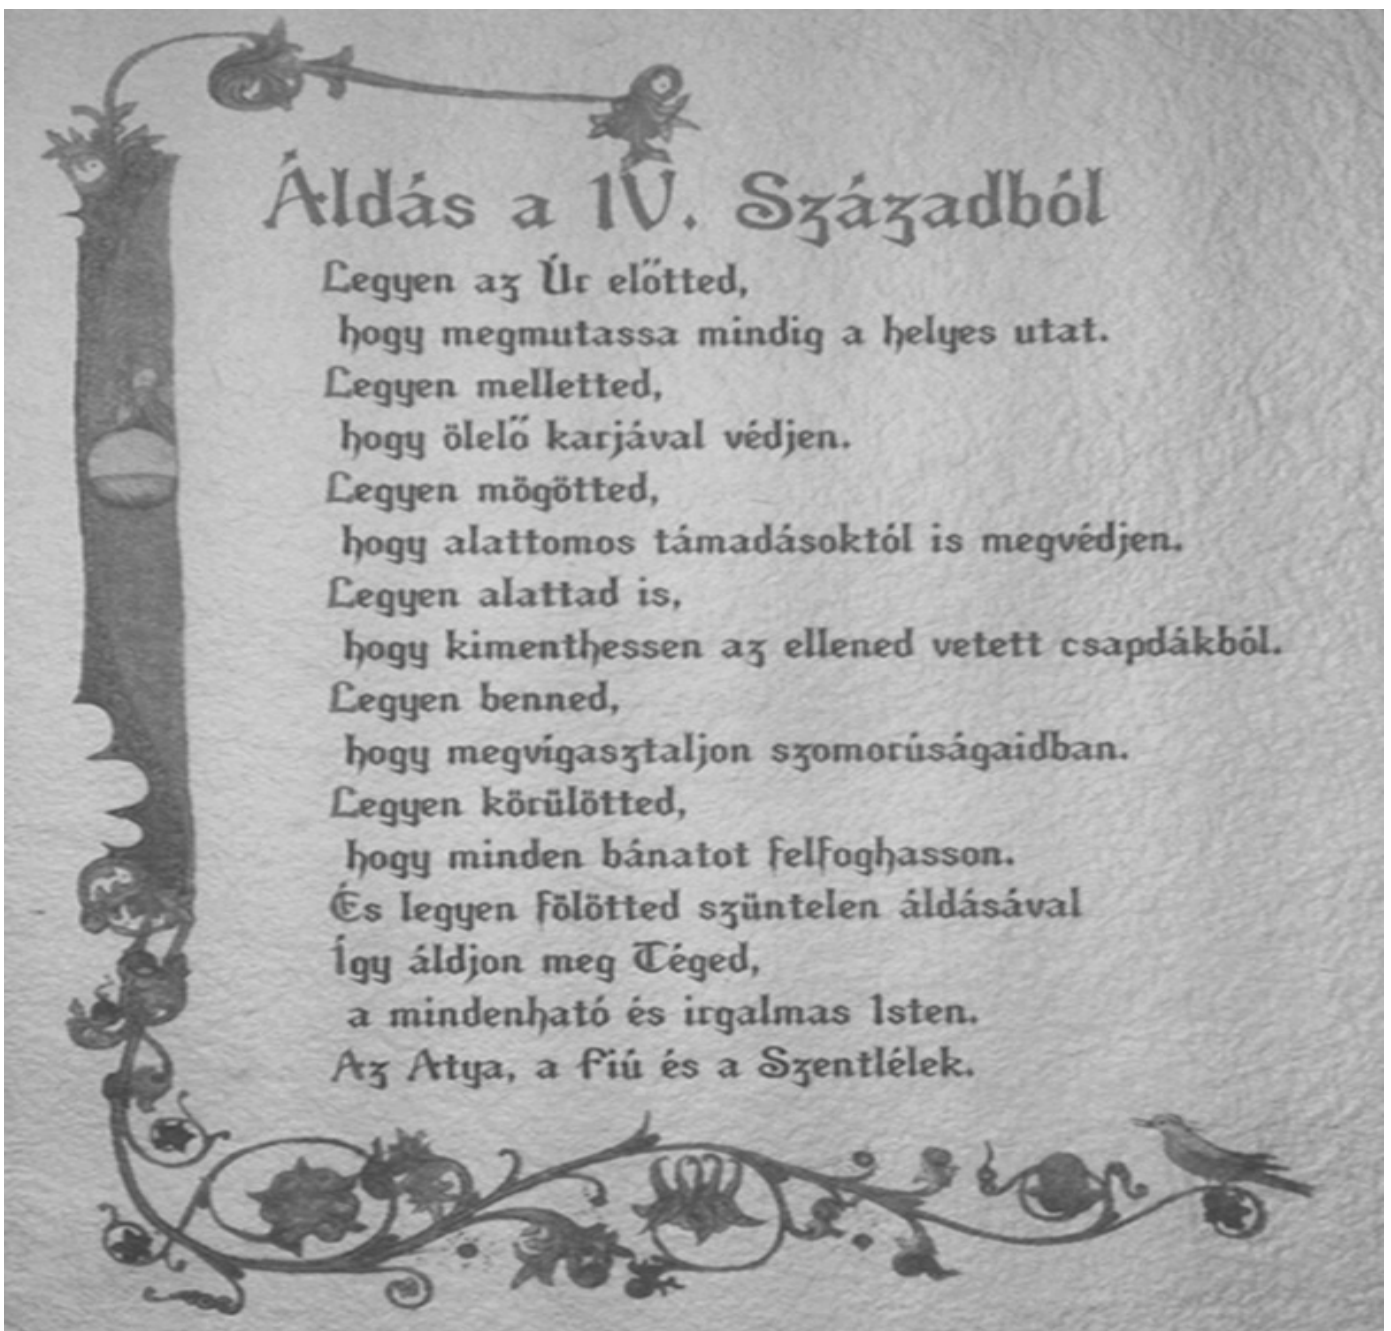 Áldás a IV. Századból
Legyen az Úr előtted,
hogy megmutassa mindig a helyes utat.
Legyen melletted,
hogy ölelő karjával védjen.
Legyen mögötted,
hogy alattomos támadásoktól is megvédjen.
Legyen alattad is,
hogy kimenthessen az ellened vetett csapdákból.
Legyen benned,
hogy megvígasztaljon szomorúságaidban.
Legyen körülötted,
hogy minden bánatot felfoghasson.
És legyen fölötted szüntelen áldásával
Így áldjon meg Téged,
a mindenható és irgalmas Isten.
Az Atya, a Fiú és a Szentlélek.